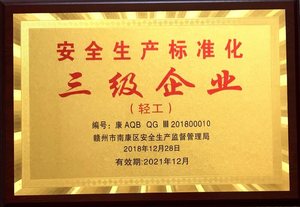 安全生产标准化
三级企业
（轻工）
编号：康AQB QG Ⅲ201800010
赣州市南康区安全生产监督管理局
2018年12月28日
有效期:2021年12月